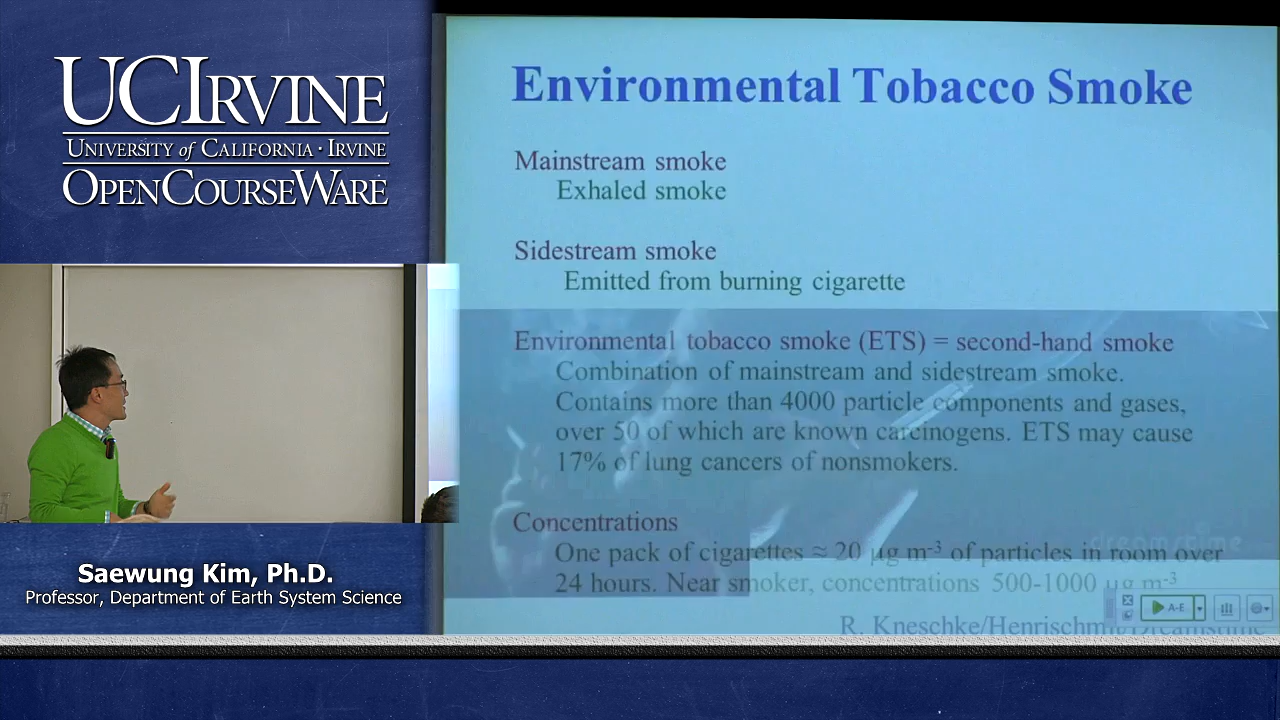 UCIRVINE
UNIVERSITY of CALIFORNIA · IRVINE
OPENCOURSEWARE
Saewung Kim, Ph.D.
Professor, Department of Earth System Science
Environmental Tobacco Smoke
Mainstream smoke
Exhaled smoke
Sidestream smoke
Emitted from burning cigarette
Environmental tobacco smoke (ETS) = second-hand smoke
Combination of mainstream and sidestream smoke.
Contains more than 4000 particle components and gases,
over 50 of which are known carcinogens. ETS may cause
17% of lung cancers of nonsmokers.
Concentrations
One pack of cigarettes ≈ 20 μg m⁻³ of particles in room over
24 hours. Near smoker, concentrations 500-1000 μg m⁻³
dreamstime
A-E
R. Kneschke/Henrischmit/Dreamstime